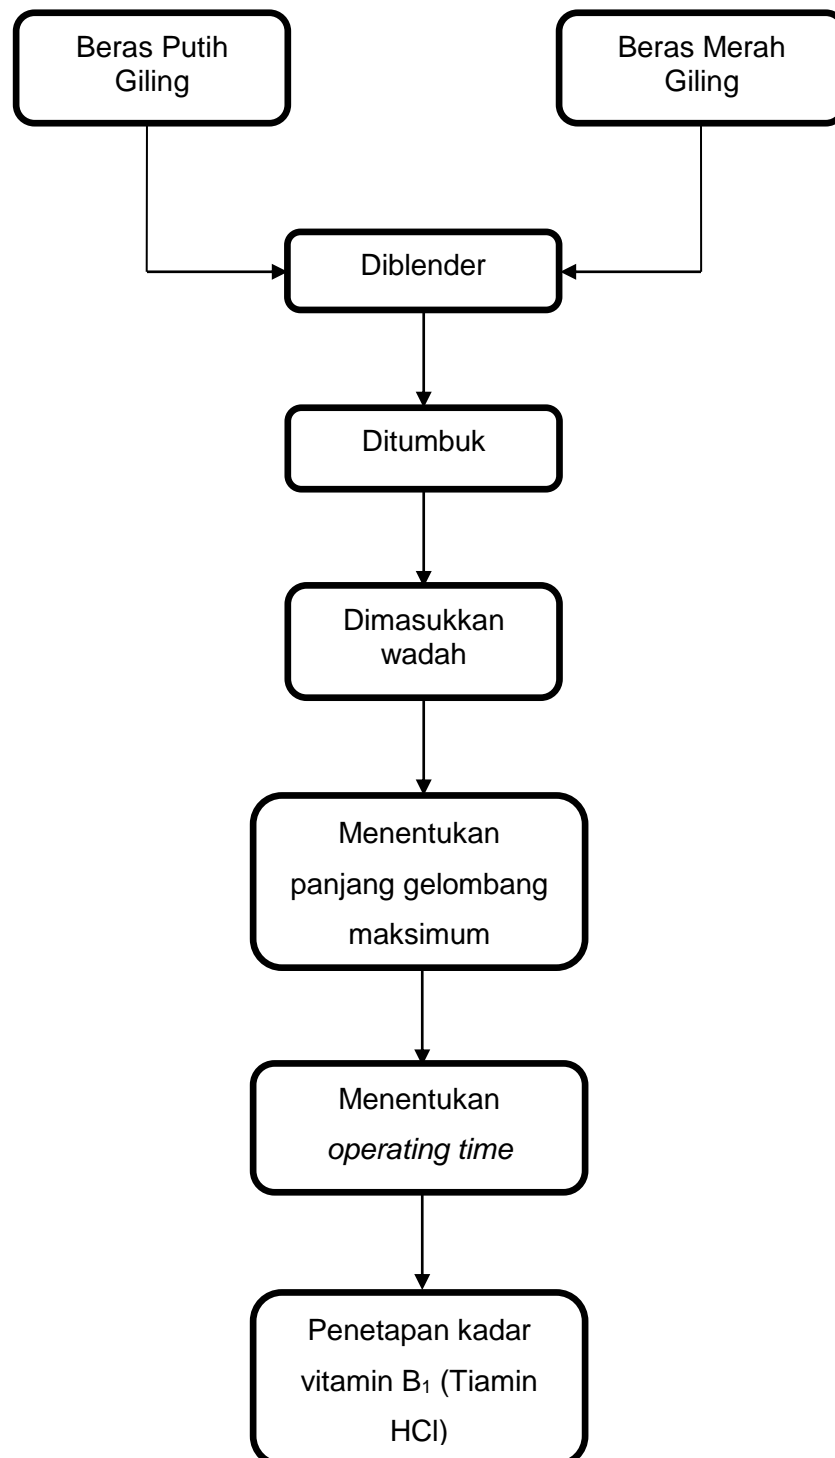 Beras Putih
Giling
Beras Merah
Giling
Diblender
Ditumbuk
Dimasukkan
wadah
Menentukan
panjang gelombang
maksimum
Menentukan
operating time
Penetapan kadar
vitamin B₁ (Tiamin
HCl)